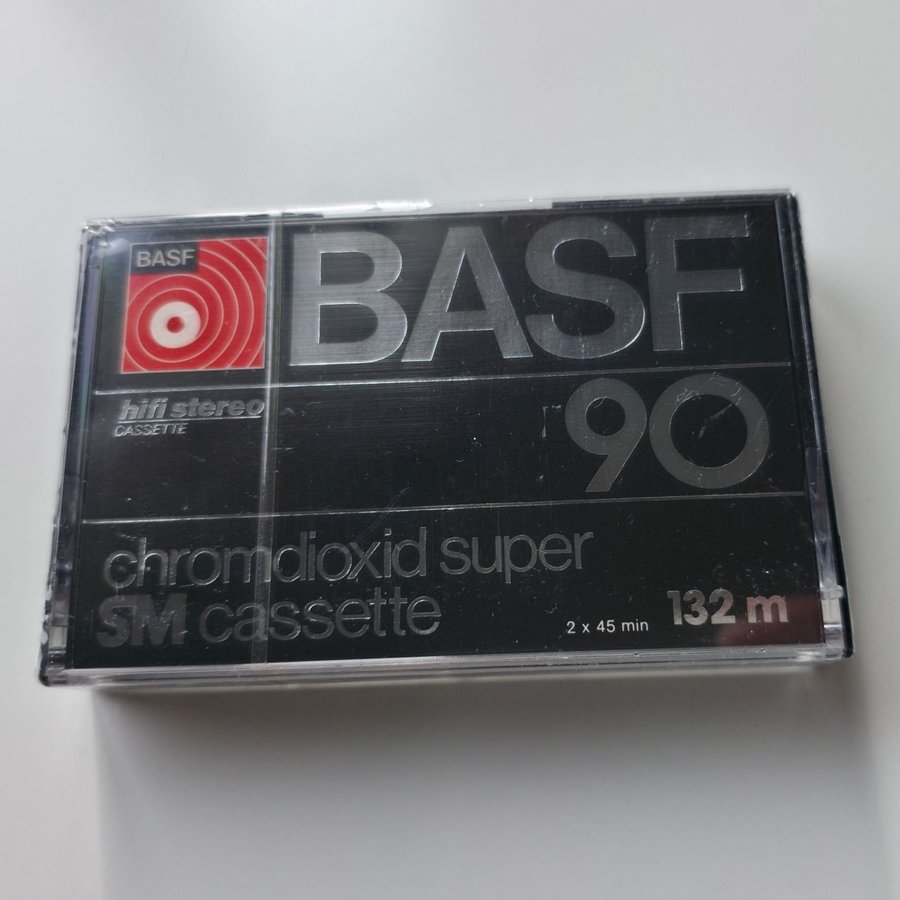 BASF
BASF
hifi stereo
CASSETTE
90
chromdioxid super
SM cassette
2 x 45 min
132 m